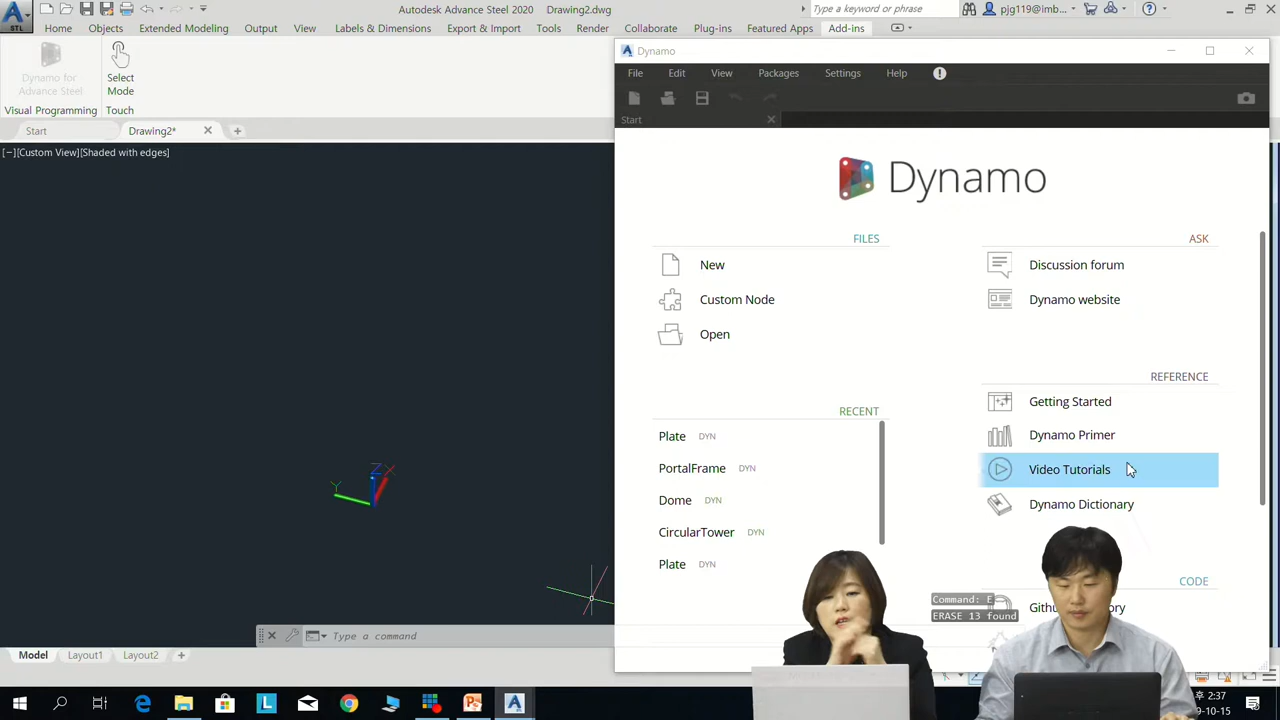 Autodesk Advance Steel 2020 Drawing2.dwg
Type a keyword or phrase
pjg119@imb...
STL
Home Objects Extended Modeling Output View Labels & Dimensions Export & Import Tools Render Collaborate Plug-ins Featured Apps Add-ins
Dynamo for
Advance Steel
Select
Mode
Visual Programming Touch
Start Drawing2*
[−][Custom View][Shaded with edges]
Dynamo
File Edit View Packages Settings Help
Start
Dynamo
FILES
New
Custom Node
Open
ASK
Discussion forum
Dynamo website
RECENT
Plate DYN
PortalFrame DYN
Dome DYN
CircularTower DYN
Plate DYN
REFERENCE
Getting Started
Dynamo Primer
Video Tutorials
Dynamo Dictionary
CODE
Z X
Y
Command: E
ERASE 13 found
Type a command
Model Layout1 Layout2
후 2:37
9-10-15